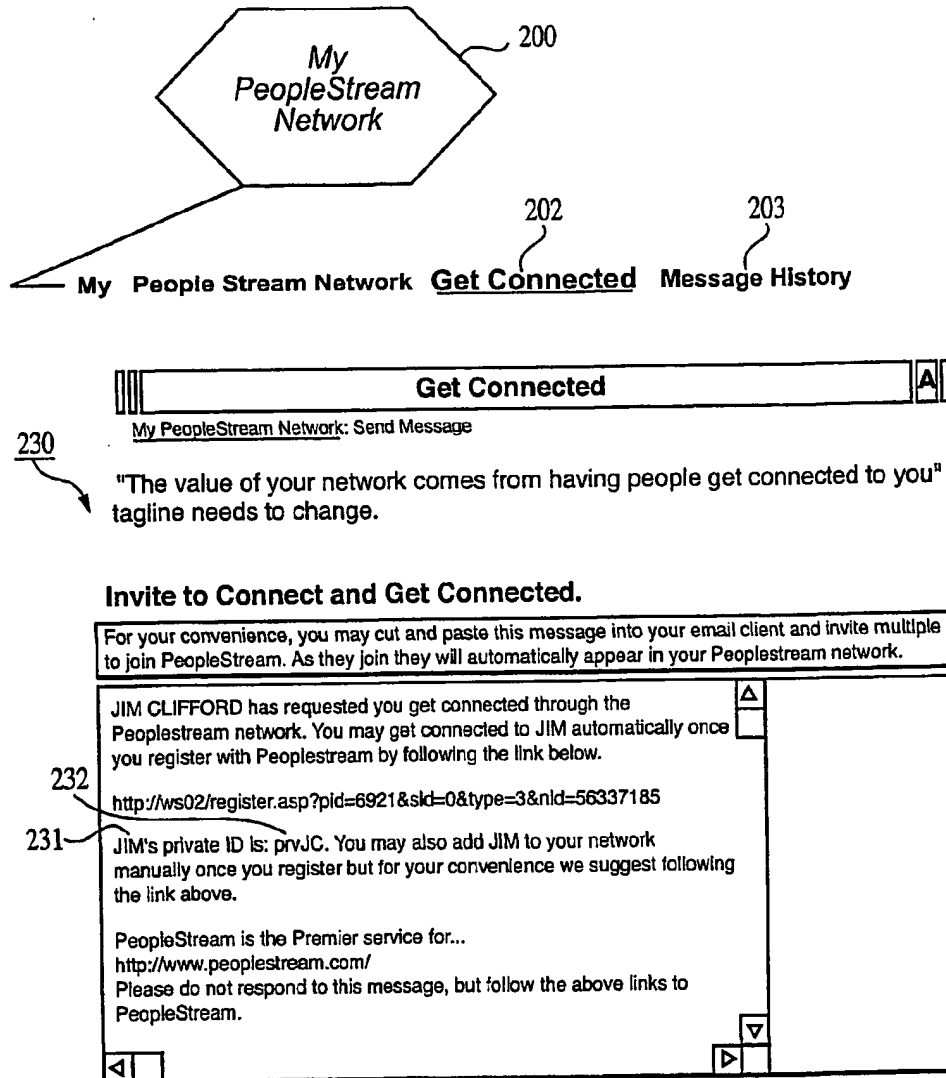 My
PeopleStream
Network
200
202
203
My People Stream Network Get Connected Message History
Get Connected
A
My PeopleStream Network: Send Message
230
"The value of your network comes from having people get connected to you"
tagline needs to change.
Invite to Connect and Get Connected.
For your convenience, you may cut and paste this message into your email client and invite multiple
to join PeopleStream. As they join they will automatically appear in your Peoplestream network.
JIM CLIFFORD has requested you get connected through the
Peoplestream network. You may get connected to JIM automatically once
you register with Peoplestream by following the link below.
232
http://ws02/register.asp?pid=6921&sid=0&type=3&nid=56337185
231
JIM's private ID is: prvJC. You may also add JIM to your network
manually once you register but for your convenience we suggest following
the link above.
PeopleStream is the Premier service for...
http://www.peoplestream.com/
Please do not respond to this message, but follow the above links to
PeopleStream.